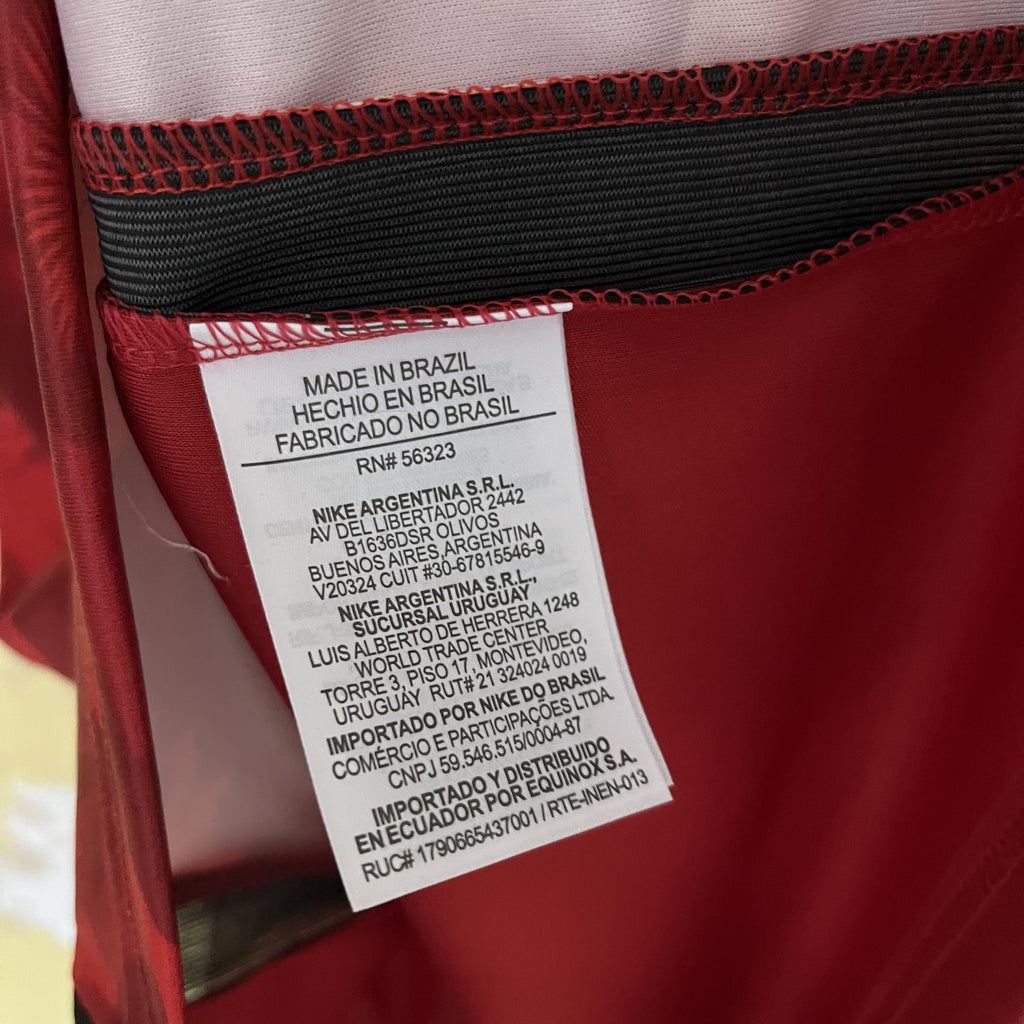 MADE IN BRAZIL
HECHIO EN BRASIL
FABRICADO NO BRASIL
RN# 56323
NIKE ARGENTINA S.R.L.
AV DEL LIBERTADOR 2442
B1636DSR OLIVOS
BUENOS AIRES, ARGENTINA
V20324 CUIT #30-67815546-9
NIKE ARGENTINA S.R.L.,
SUCURSAL URUGUAY
LUIS ALBERTO DE HERRERA 1248
WORLD TRADE CENTER
TORRE 3, PISO 17, MONTEVIDEO,
URUGUAY RUT# 21 324024 0019
IMPORTADO POR NIKE DO BRASIL
COMÉRCIO E PARTICIPAÇÕES LTDA.
CNPJ 59.546.515/0004-87
IMPORTADO Y DISTRIBUIDO
EN ECUADOR POR EQUINOX S.A.
RUC# 1790665437001 / RTE-INEN-013